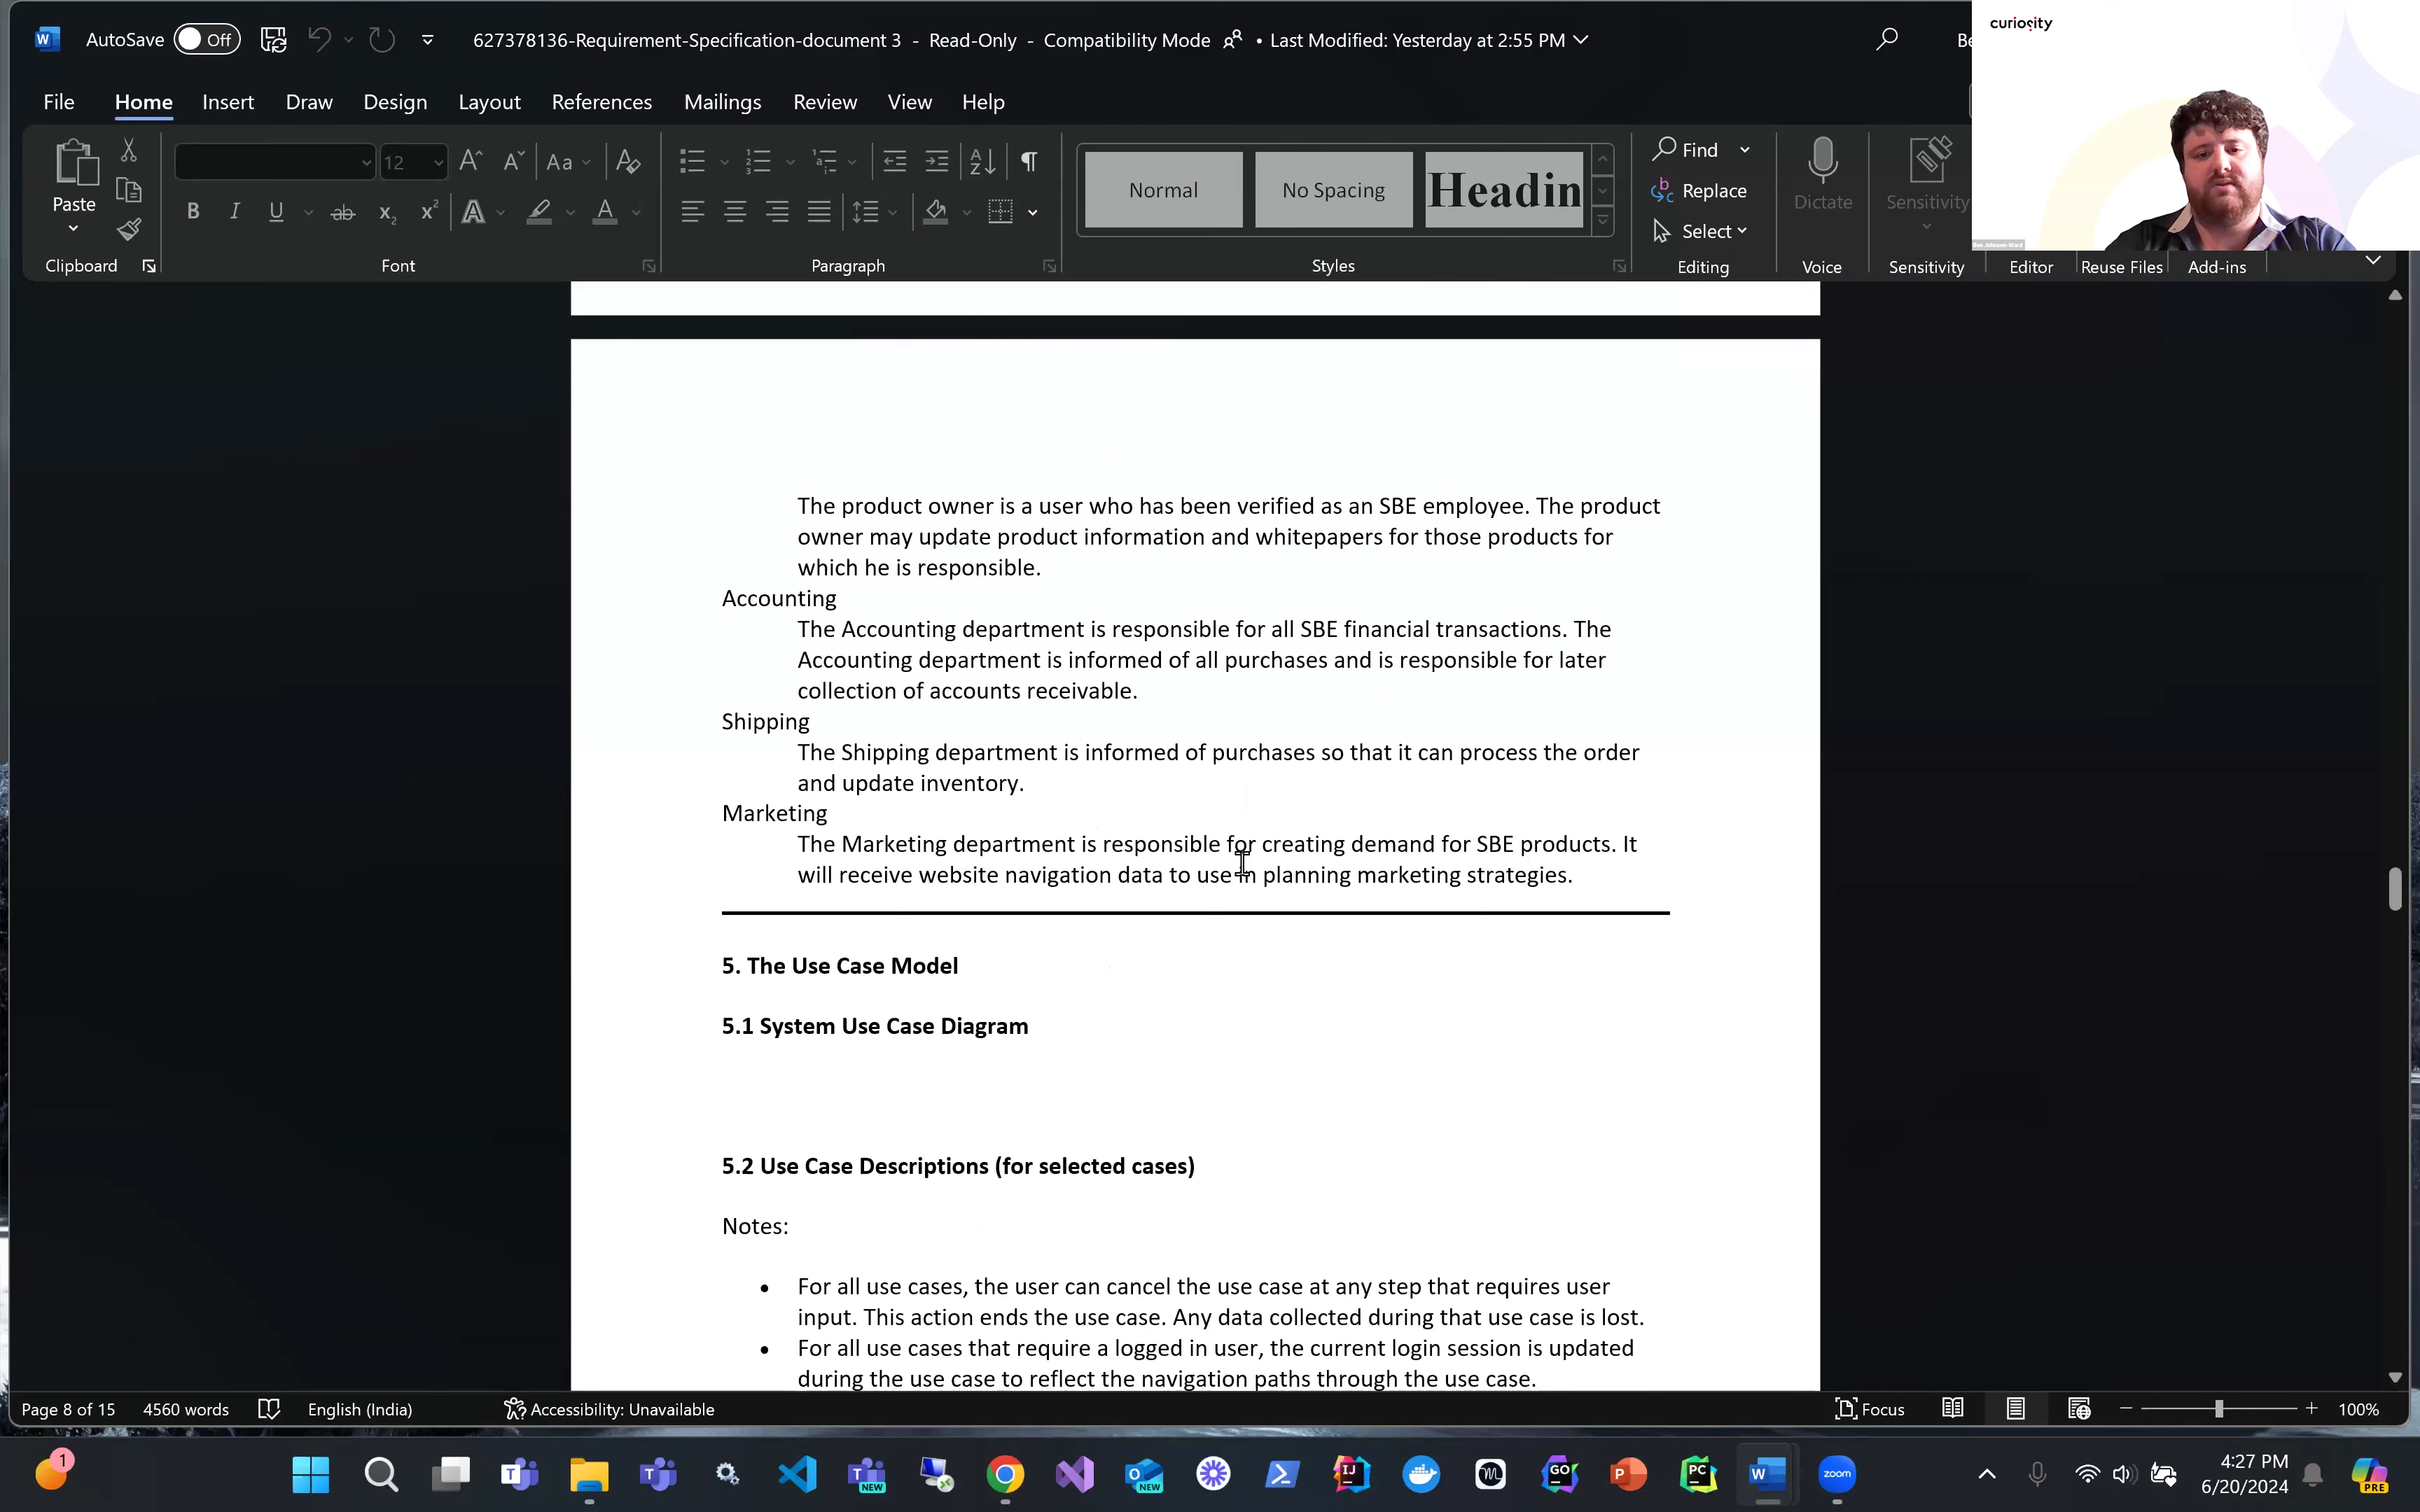 AutoSave Off 627378136-Requirement-Specification-document 3 - Read-Only - Compatibility Mode • Last Modified: Yesterday at 2:55 PM
curiosity
File Home Insert Draw Design Layout References Mailings Review View Help
Paste
12
Aa
Normal
No Spacing
Headin
Find
Replace
Select
Dictate
Sensitivity
Ben Johnson-Ward
Clipboard Font Paragraph Styles Editing Voice Sensitivity Editor Reuse Files Add-ins
The product owner is a user who has been verified as an SBE employee. The product
owner may update product information and whitepapers for those products for
which he is responsible.
Accounting
The Accounting department is responsible for all SBE financial transactions. The
Accounting department is informed of all purchases and is responsible for later
collection of accounts receivable.
Shipping
The Shipping department is informed of purchases so that it can process the order
and update inventory.
Marketing
The Marketing department is responsible for creating demand for SBE products. It
will receive website navigation data to use in planning marketing strategies.
5. The Use Case Model
5.1 System Use Case Diagram
5.2 Use Case Descriptions (for selected cases)
Notes:
• For all use cases, the user can cancel the use case at any step that requires user
input. This action ends the use case. Any data collected during that use case is lost.
• For all use cases that require a logged in user, the current login session is updated
during the use case to reflect the navigation paths through the use case.
Page 8 of 15 4560 words English (India) Accessibility: Unavailable Focus 100%
1
NEW
NEW
GO
PC
zoom
4:27 PM
6/20/2024
PRE